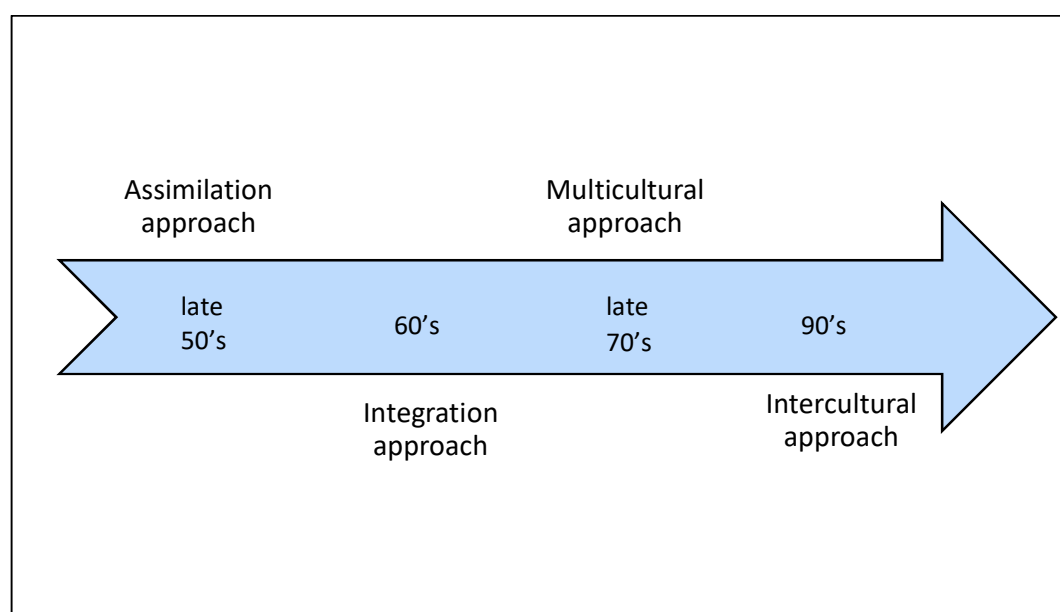 Assimilation
approach
Multicultural
approach
late
50’s
60’s
late
70’s
90’s
Integration
approach
Intercultural
approach